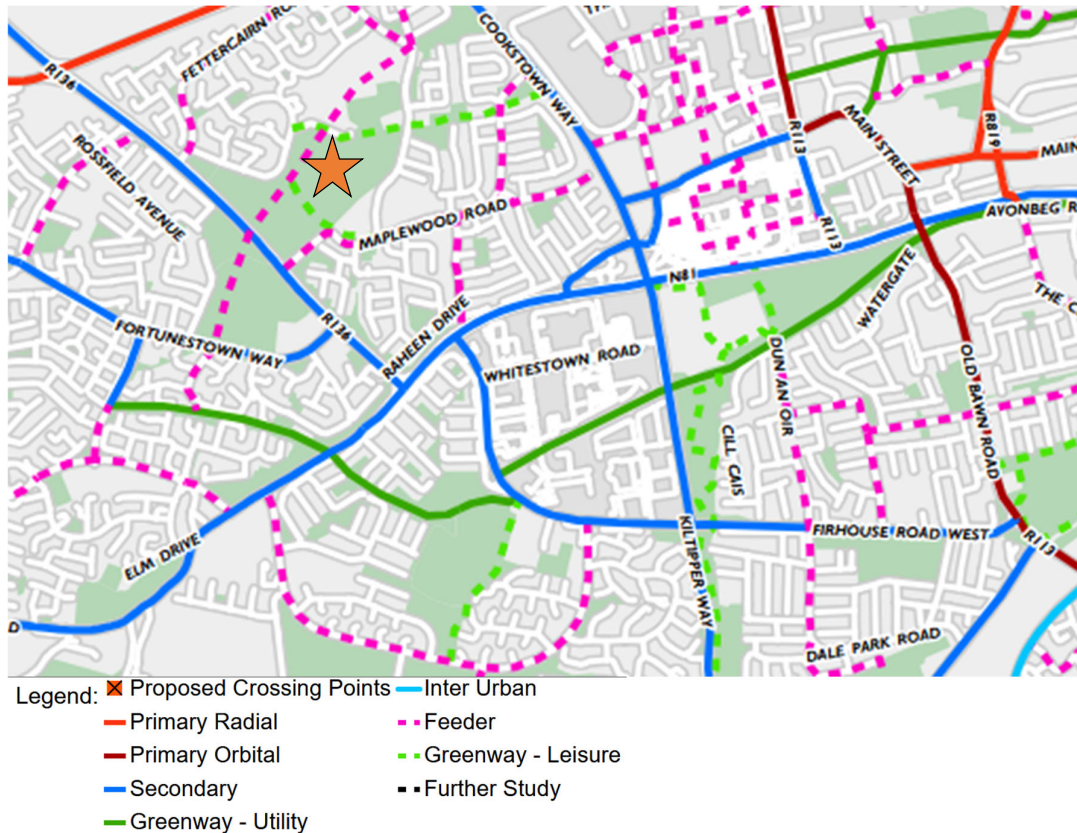 FETTERCAIRN RO
COOKSTOWN WAY
TH
R136
ROSSFIELD AVENUE
R113
MAIN STREET
R819
MAIN
MAPLEWOOD ROAD
R113
AVONBEG R
N81
WATERGATE
THE C
FORTUNESTOWN WAY
R136
RAHEEN DRIVE
WHITESTOWN ROAD
DUN AN OIR
OLD BAWN ROAD
CILL CAIS
ELM DRIVE
KILTIPPER WAY
FIRHOUSE ROAD WEST
R113
D
DALE PARK ROAD
Legend: Proposed Crossing Points Inter Urban
Primary Radial Feeder
Primary Orbital Greenway - Leisure
Secondary Further Study
Greenway - Utility